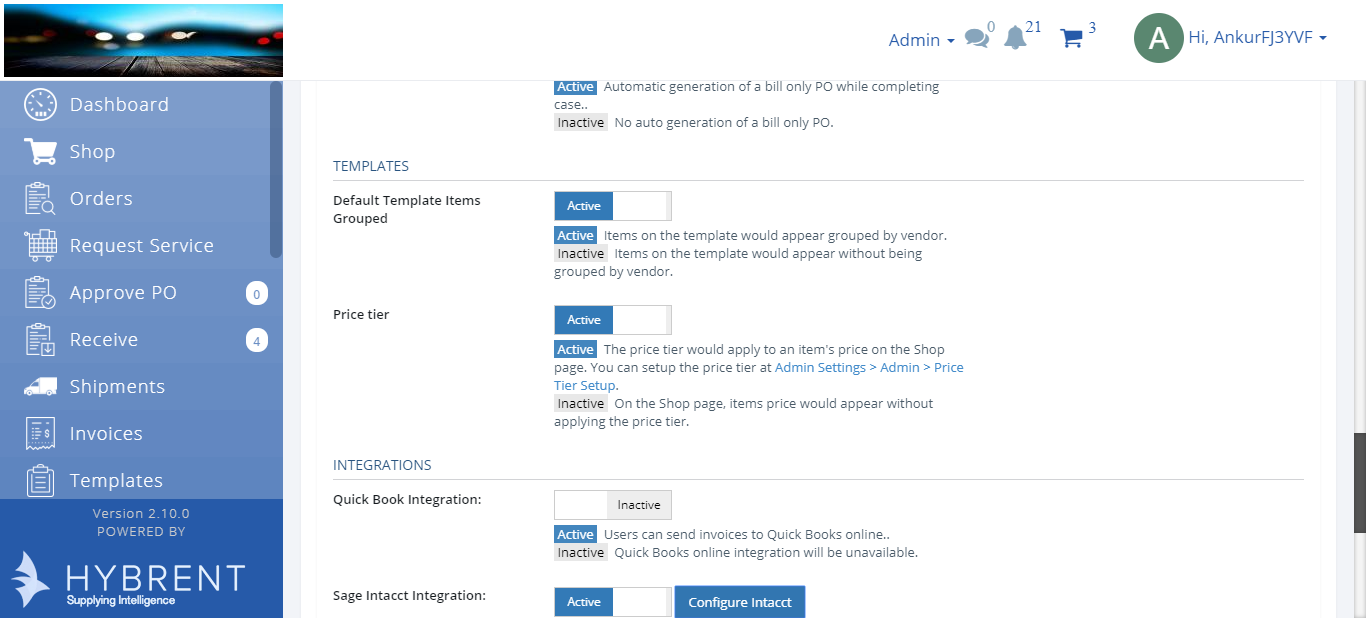 Admin
0
21
3
A
Hi, AnkurFJ3YVF
Dashboard
Shop
Orders
Request Service
Approve PO
0
Receive
4
Shipments
Invoices
Templates
Version 2.10.0
POWERED BY
HYBRENT
Supplying Intelligence
Active Automatic generation of a bill only PO while completing
case..
Inactive No auto generation of a bill only PO.
TEMPLATES
Default Template Items
Grouped
Active
Active Items on the template would appear grouped by vendor.
Inactive Items on the template would appear without being
grouped by vendor.
Price tier
Active
Active The price tier would apply to an item's price on the Shop
page. You can setup the price tier at Admin Settings > Admin > Price
Tier Setup.
Inactive On the Shop page, items price would appear without
applying the price tier.
INTEGRATIONS
Quick Book Integration:
Inactive
Active Users can send invoices to Quick Books online..
Inactive Quick Books online integration will be unavailable.
Sage Intacct Integration:
Active
Configure Intacct